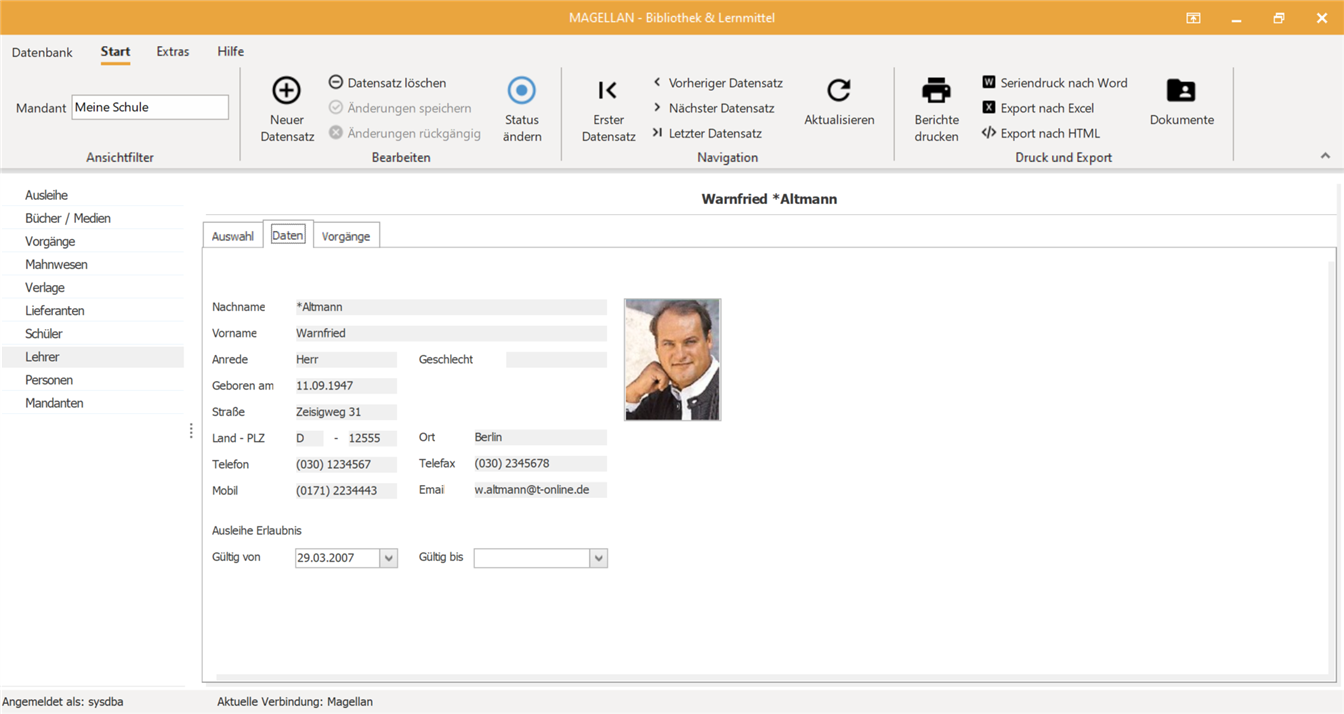 MAGELLAN - Bibliothek & Lernmittel
Datenbank Start Extras Hilfe
Mandant Meine Schule
Ansichtfilter
Neuer Datensatz
Datensatz löschen
Änderungen speichern
Änderungen rückgängig
Status ändern
Bearbeiten
Erster Datensatz
Vorheriger Datensatz
Nächster Datensatz
Letzter Datensatz
Aktualisieren
Navigation
Berichte drucken
Seriendruck nach Word
Export nach Excel
Export nach HTML
Dokumente
Druck und Export
Ausleihe
Bücher / Medien
Vorgänge
Mahnwesen
Verlage
Lieferanten
Schüler
Lehrer
Personen
Mandanten
Warnfried *Altmann
Auswahl Daten Vorgänge
Nachname *Altmann
Vorname Warnfried
Anrede Herr Geschlecht
Geboren am 11.09.1947
Straße Zeisigweg 31
Land - PLZ D - 12555 Ort Berlin
Telefon (030) 1234567 Telefax (030) 2345678
Mobil (0171) 2234443 Email w.altmann@t-online.de
Ausleihe Erlaubnis
Gültig von 29.03.2007 Gültig bis
Angemeldet als: sysdba Aktuelle Verbindung: Magellan